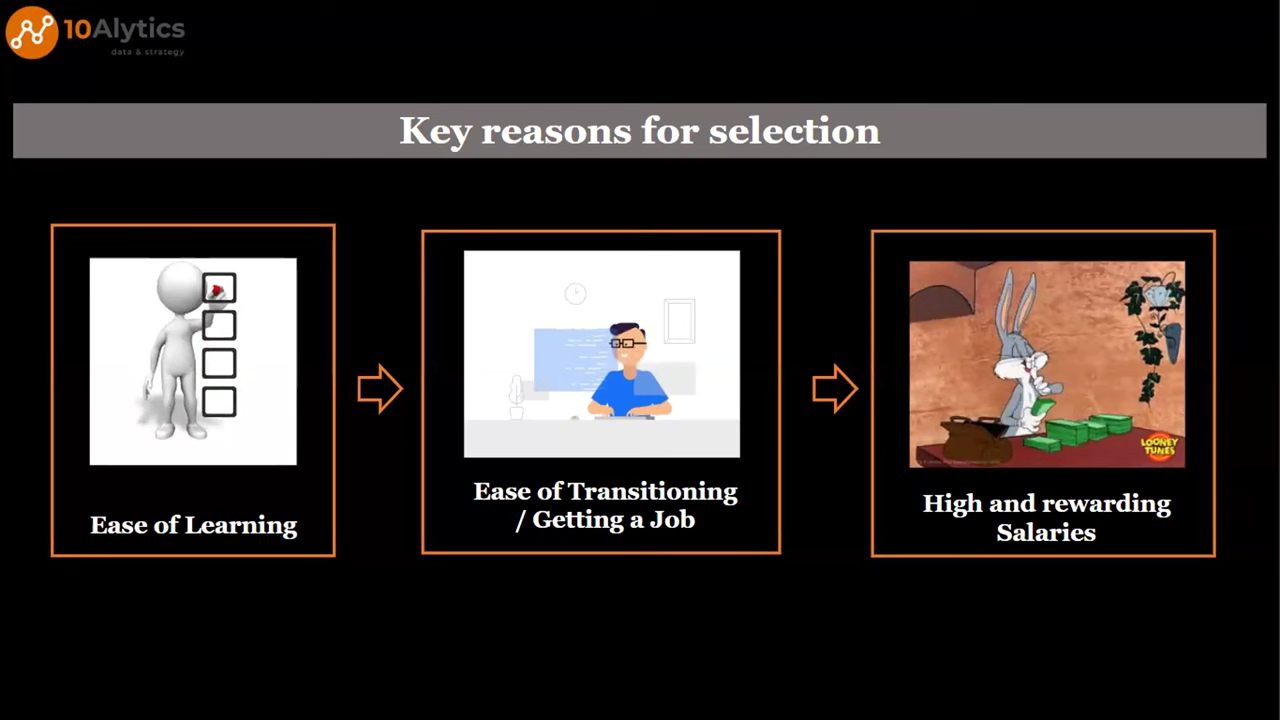 10Alytics
data & strategy
Key reasons for selection
Ease of Learning
Ease of Transitioning
/ Getting a Job
LOONEY
TUNES
High and rewarding
Salaries